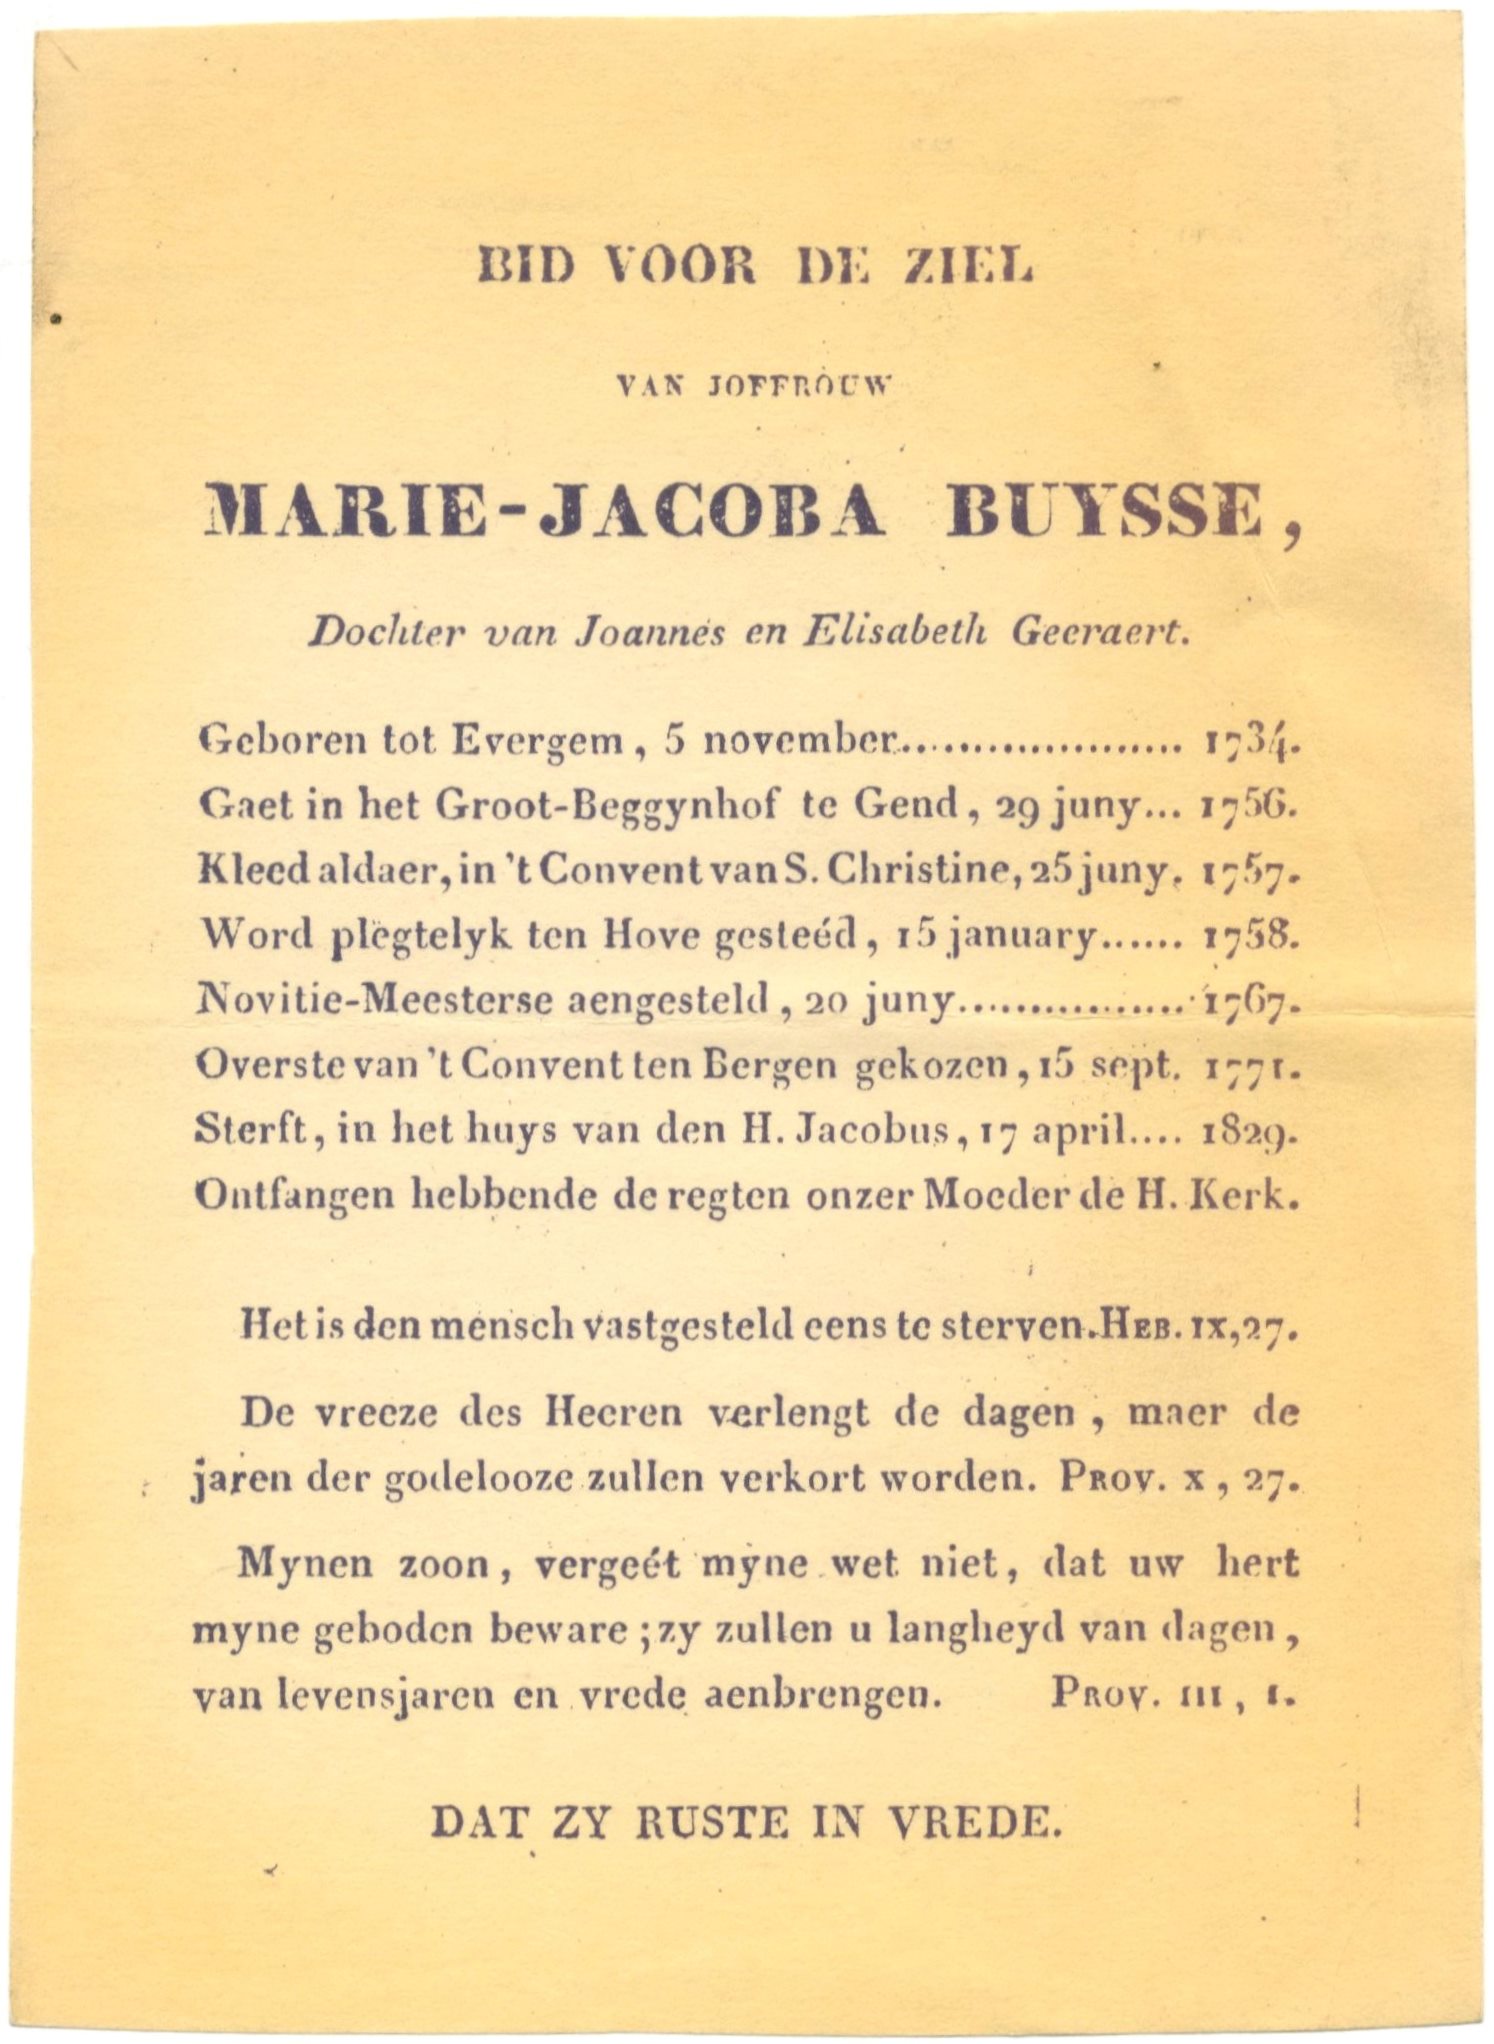 BID VOOR DE ZIEL
VAN JOFFROUW
MARIE-JACOBA BUYSSE,
Dochter van Joannes en Elisabeth Geeraert.
Geboren tot Evergem, 5 november.................... 1734.
Gaet in het Groot-Beggynhof te Gend, 29 juny... 1756.
Kleed aldaer, in 't Convent van S. Christine, 25 juny. 1757.
Word plegtelyk ten Hove gesteéd, 15 january...... 1758.
Novitie-Meesterse aengesteld, 20 juny................ 1767.
Overste van 't Convent ten Bergen gekozen, 15 sept. 1771.
Sterft, in het huys van den H. Jacobus, 17 april.... 1829.
Ontfangen hebbende de regten onzer Moeder de H. Kerk.
Het is den mensch vastgesteld eens te sterven. HEB. IX, 27.
De vreeze des Heeren verlengt de dagen, maer de
jaren der godelooze zullen verkort worden. PROV. X, 27.
Mynen zoon, vergeét myne wet niet, dat uw hert
myne geboden beware; zy zullen u langheyd van dagen,
van levensjaren en vrede aenbrengen. PROV. III, 1.
DAT ZY RUSTE IN VREDE.